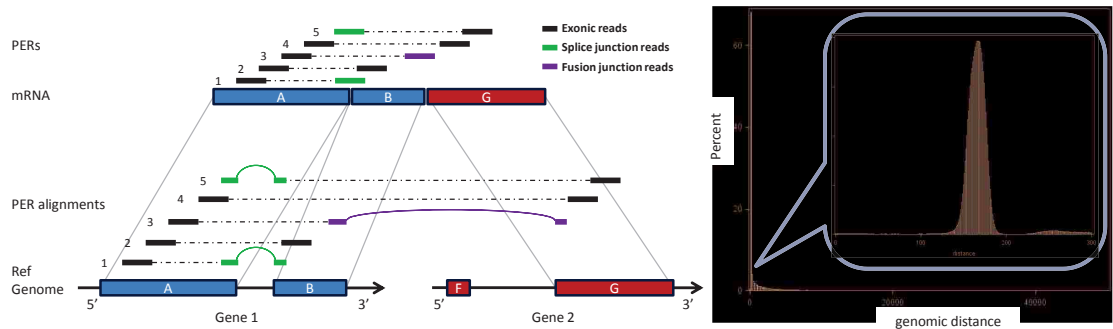 PERs
5
4
3
2
1
Exonic reads
Splice junction reads
Fusion junction reads
mRNA
A
B
G
PER alignments
5
4
3
2
1
Ref
Genome
A
B
F
G
5’
3’
5’
3’
Gene 1
Gene 2
Percent
60
40
20
0
20000
40000
genomic distance
0
100
200
300
distance